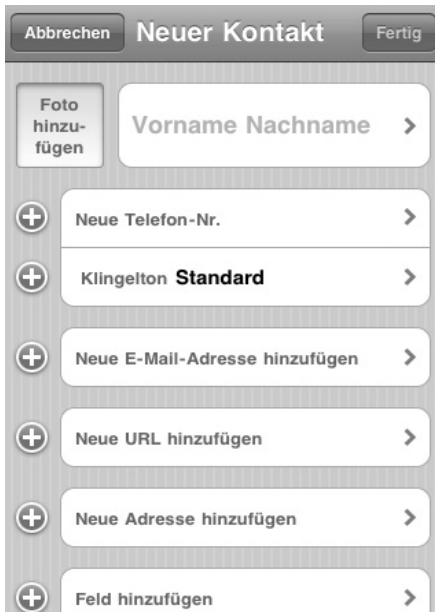 Abbrechen Neuer Kontakt Fertig
Foto
hinzu-
fügen
Vorname Nachname
Neue Telefon-Nr.
Klingelton Standard
Neue E-Mail-Adresse hinzufügen
Neue URL hinzufügen
Neue Adresse hinzufügen
Feld hinzufügen